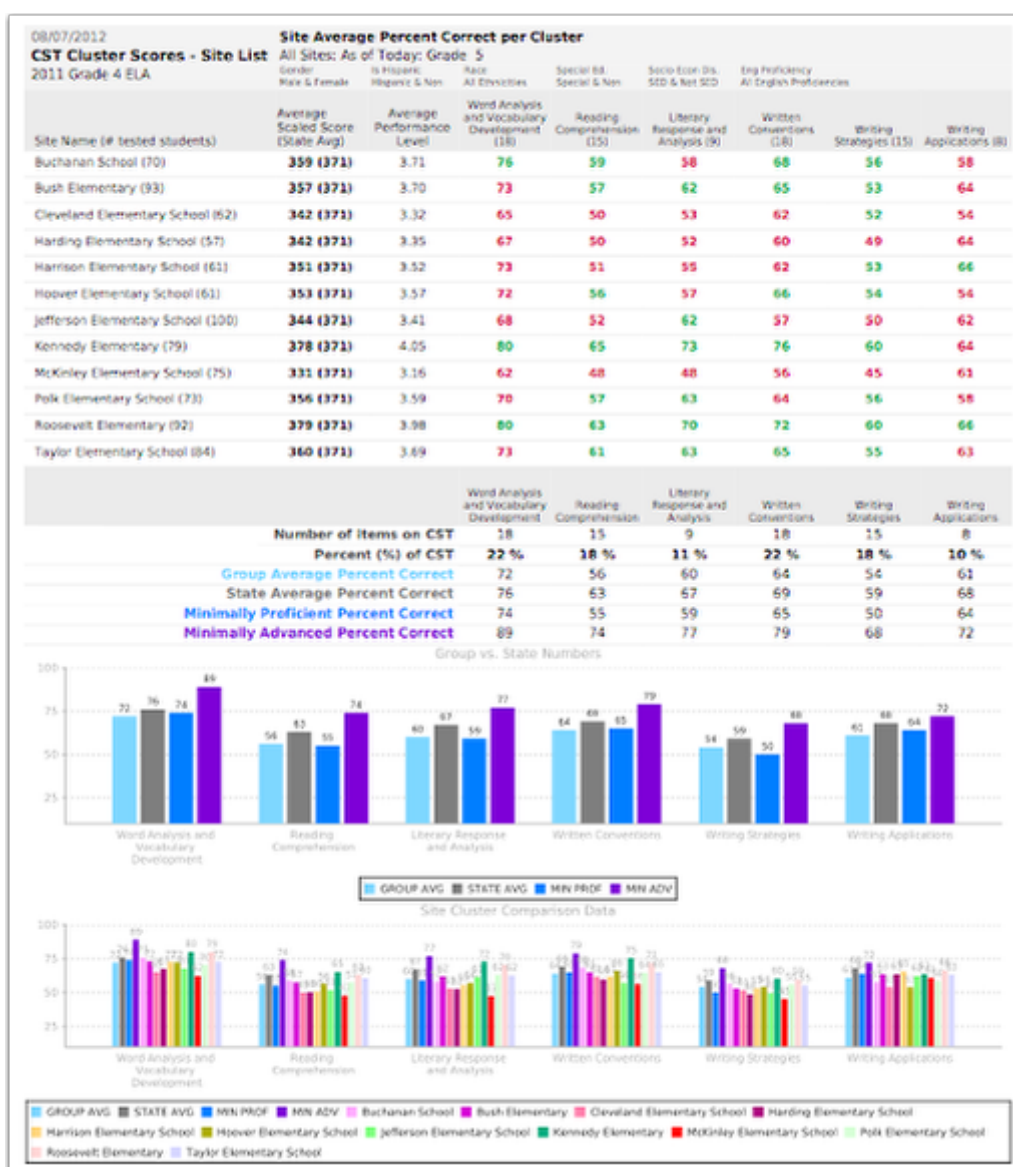 08/07/2012
CST Cluster Scores - Site List
2011 Grade 4 ELA
Site Average Percent Correct per Cluster
All Sites: As of Today: Grade 5
Gender Is Hispanic Race Special Ed. Socio Econ Dis. Eng Proficiency
Male & Female Hispanic & Non All Ethnicities Special & Non SED & Not SED All English Proficiencies
Site Name (# tested students) Average Scaled Score (State Avg) Average Performance Level Word Analysis and Vocabulary Development (18) Reading Comprehension (15) Literary Response and Analysis (9) Written Conventions (18) Writing Strategies (15) Writing Applications (8)
Buchanan School (70) 359 (371) 3.71 76 59 58 68 56 58
Bush Elementary (93) 357 (371) 3.70 73 57 62 65 53 64
Cleveland Elementary School (62) 342 (371) 3.32 65 50 53 62 52 54
Harding Elementary School (57) 342 (371) 3.35 67 50 52 60 49 64
Harrison Elementary School (61) 351 (371) 3.52 73 51 55 62 53 66
Hoover Elementary School (61) 353 (371) 3.57 72 56 57 66 54 54
Jefferson Elementary School (100) 344 (371) 3.41 68 52 62 57 50 62
Kennedy Elementary (79) 378 (371) 4.05 80 65 73 76 60 64
McKinley Elementary School (75) 331 (371) 3.16 62 48 48 56 45 61
Polk Elementary School (73) 356 (371) 3.59 70 57 63 64 56 58
Roosevelt Elementary (92) 379 (371) 3.98 80 63 70 72 60 66
Taylor Elementary School (84) 360 (371) 3.69 73 61 63 65 55 63
Word Analysis and Vocabulary Development Reading Comprehension Literary Response and Analysis Written Conventions Writing Strategies Writing Applications
Number of items on CST 18 15 9 18 15 8
Percent (%) of CST 22 % 18 % 11 % 22 % 18 % 10 %
Group Average Percent Correct 72 56 60 64 54 61
State Average Percent Correct 76 63 67 69 59 68
Minimally Proficient Percent Correct 74 55 59 65 50 64
Minimally Advanced Percent Correct 89 74 77 79 68 72
Group vs. State Numbers
100
75
50
25
72 76 74 89 56 63 55 74 60 67 59 77 64 69 65 79 54 59 50 68 61 68 64 72
Word Analysis and Vocabulary Development Reading Comprehension Literary Response and Analysis Written Conventions Writing Strategies Writing Applications
GROUP AVG STATE AVG MIN PROF MIN ADV
Site Cluster Comparison Data
100
75
50
25
Word Analysis and Vocabulary Development Reading Comprehension Literary Response and Analysis Written Conventions Writing Strategies Writing Applications
GROUP AVG STATE AVG MIN PROF MIN ADV Buchanan School Bush Elementary Cleveland Elementary School Harding Elementary School
Harrison Elementary School Hoover Elementary School Jefferson Elementary School Kennedy Elementary McKinley Elementary School Polk Elementary School
Roosevelt Elementary Taylor Elementary School